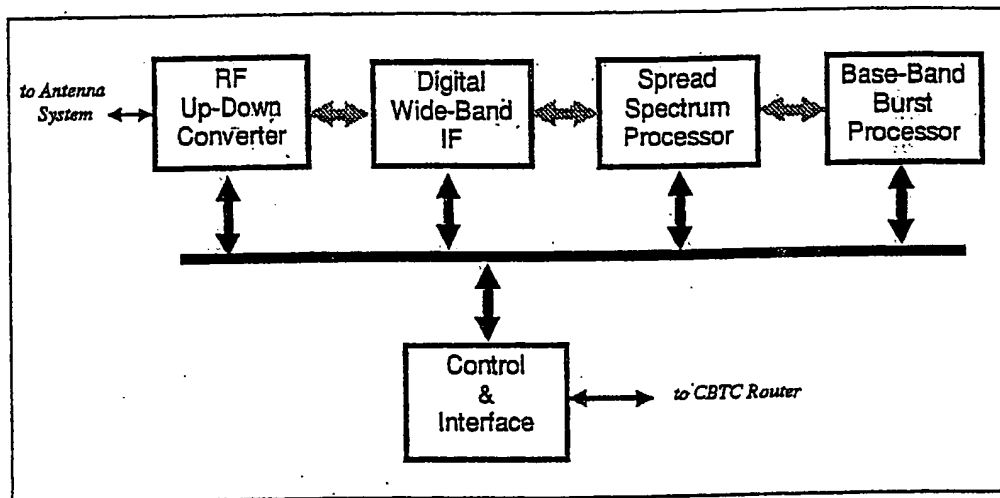 to Antenna
System
RF
Up-Down
Converter
Digital
Wide-Band
IF
Spread
Spectrum
Processor
Base-Band
Burst
Processor
Control
&
Interface
to CBTC Router